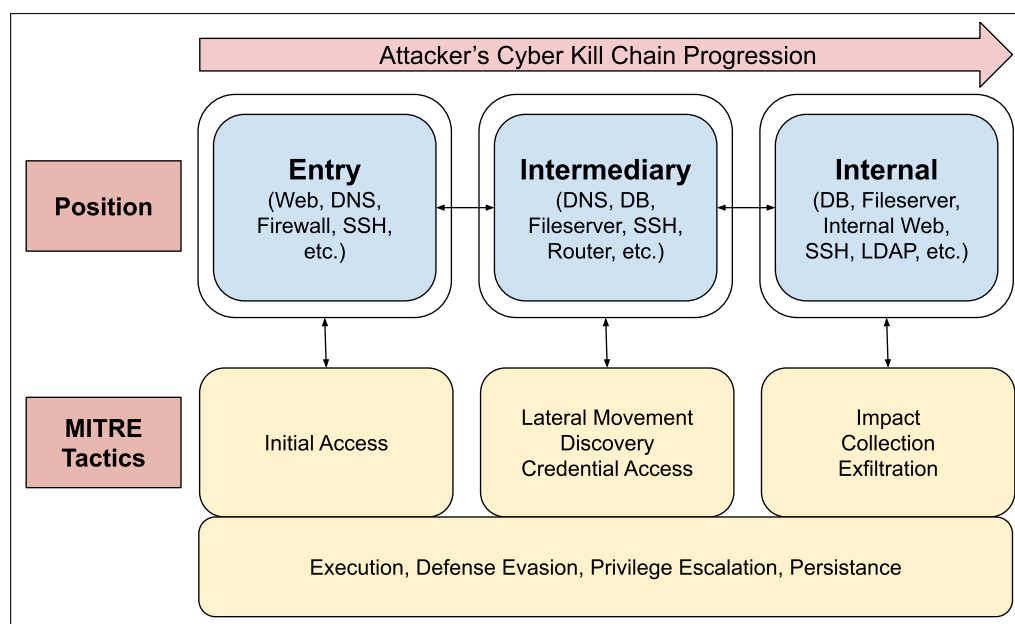 Attacker’s Cyber Kill Chain Progression
Position
Entry
(Web, DNS,
Firewall, SSH,
etc.)
Intermediary
(DNS, DB,
Fileserver, SSH,
Router, etc.)
Internal
(DB, Fileserver,
Internal Web,
SSH, LDAP, etc.)
MITRE
Tactics
Initial Access
Lateral Movement
Discovery
Credential Access
Impact
Collection
Exfiltration
Execution, Defense Evasion, Privilege Escalation, Persistance